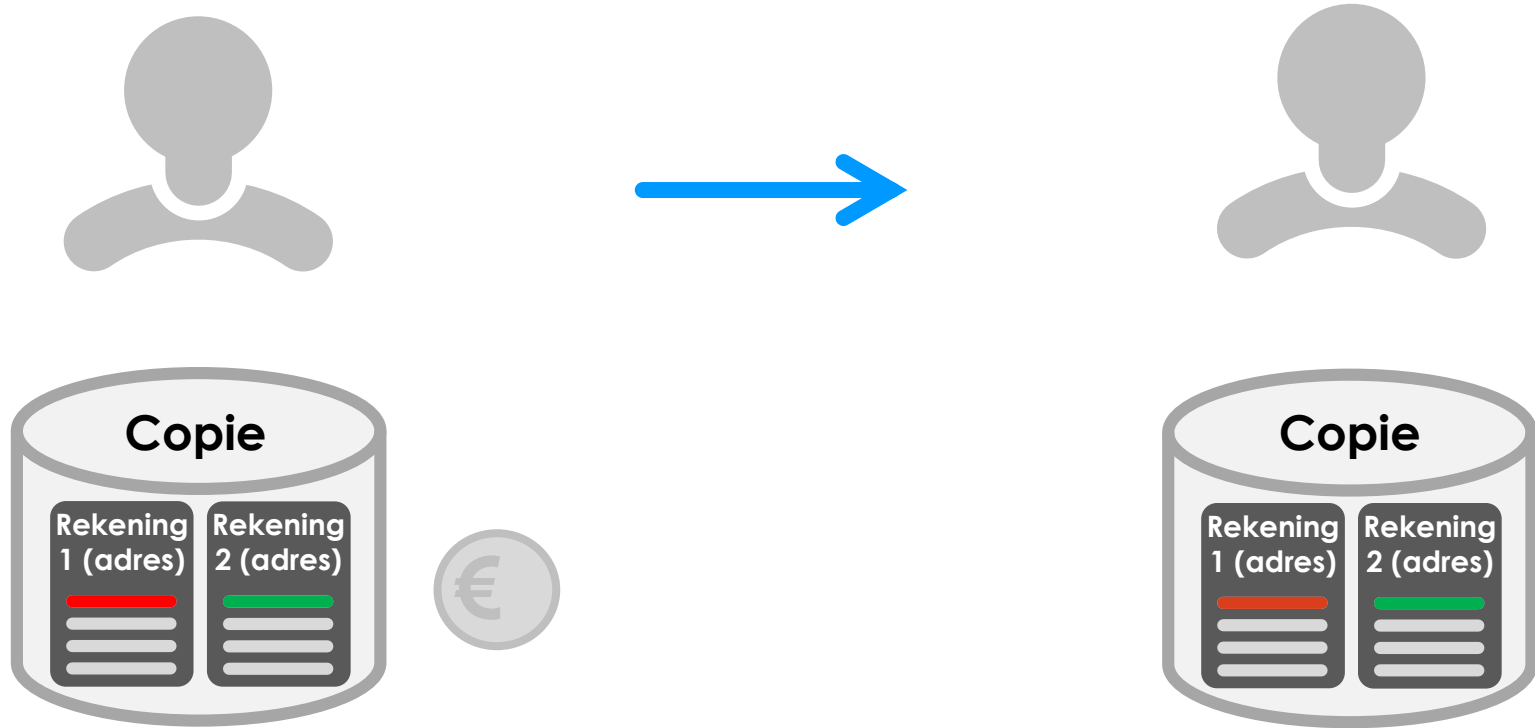 Copie
Rekening
1 (adres)
Rekening
2 (adres)
€
Copie
Rekening
1 (adres)
Rekening
2 (adres)